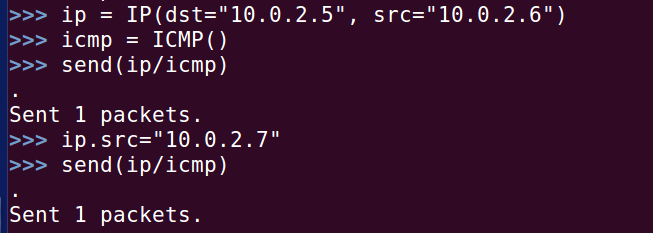 >>> ip = IP(dst="10.0.2.5", src="10.0.2.6")
>>> icmp = ICMP()
>>> send(ip/icmp)
.
Sent 1 packets.
>>> ip.src="10.0.2.7"
>>> send(ip/icmp)
.
Sent 1 packets.